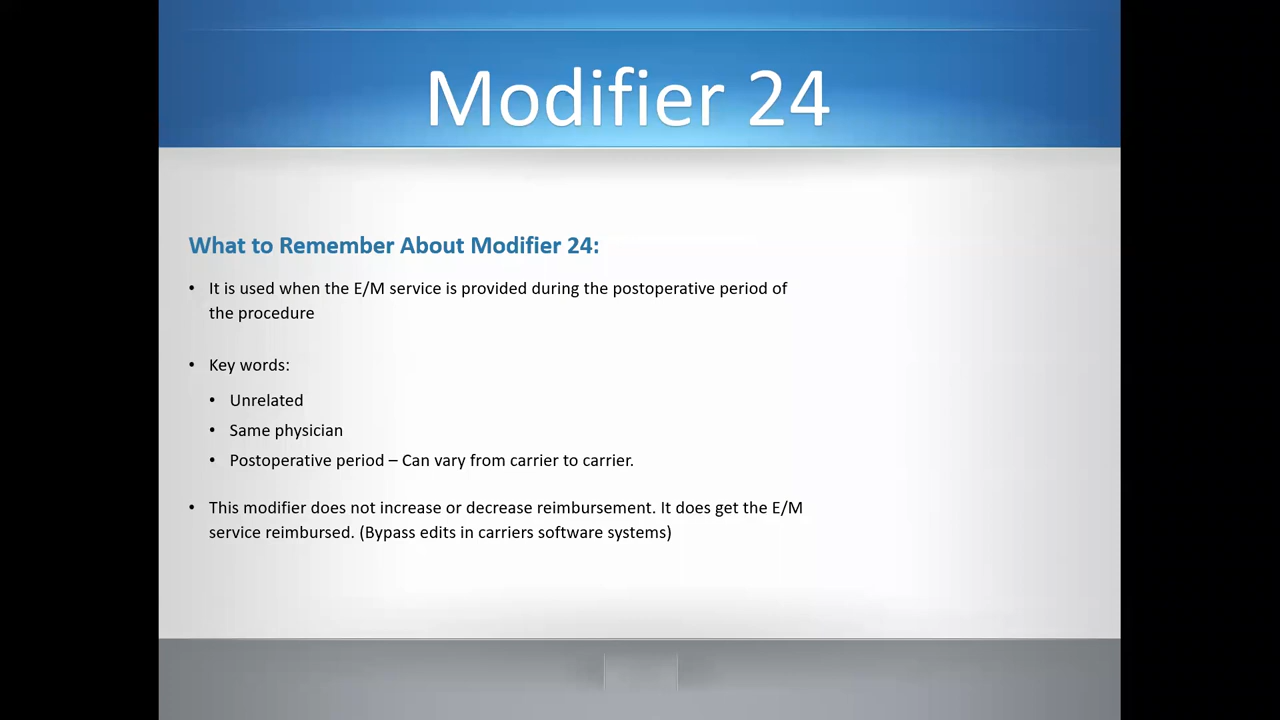 Modifier 24
What to Remember About Modifier 24:
• It is used when the E/M service is provided during the postoperative period of
the procedure
• Key words:
• Unrelated
• Same physician
• Postoperative period – Can vary from carrier to carrier.
• This modifier does not increase or decrease reimbursement. It does get the E/M
service reimbursed. (Bypass edits in carriers software systems)